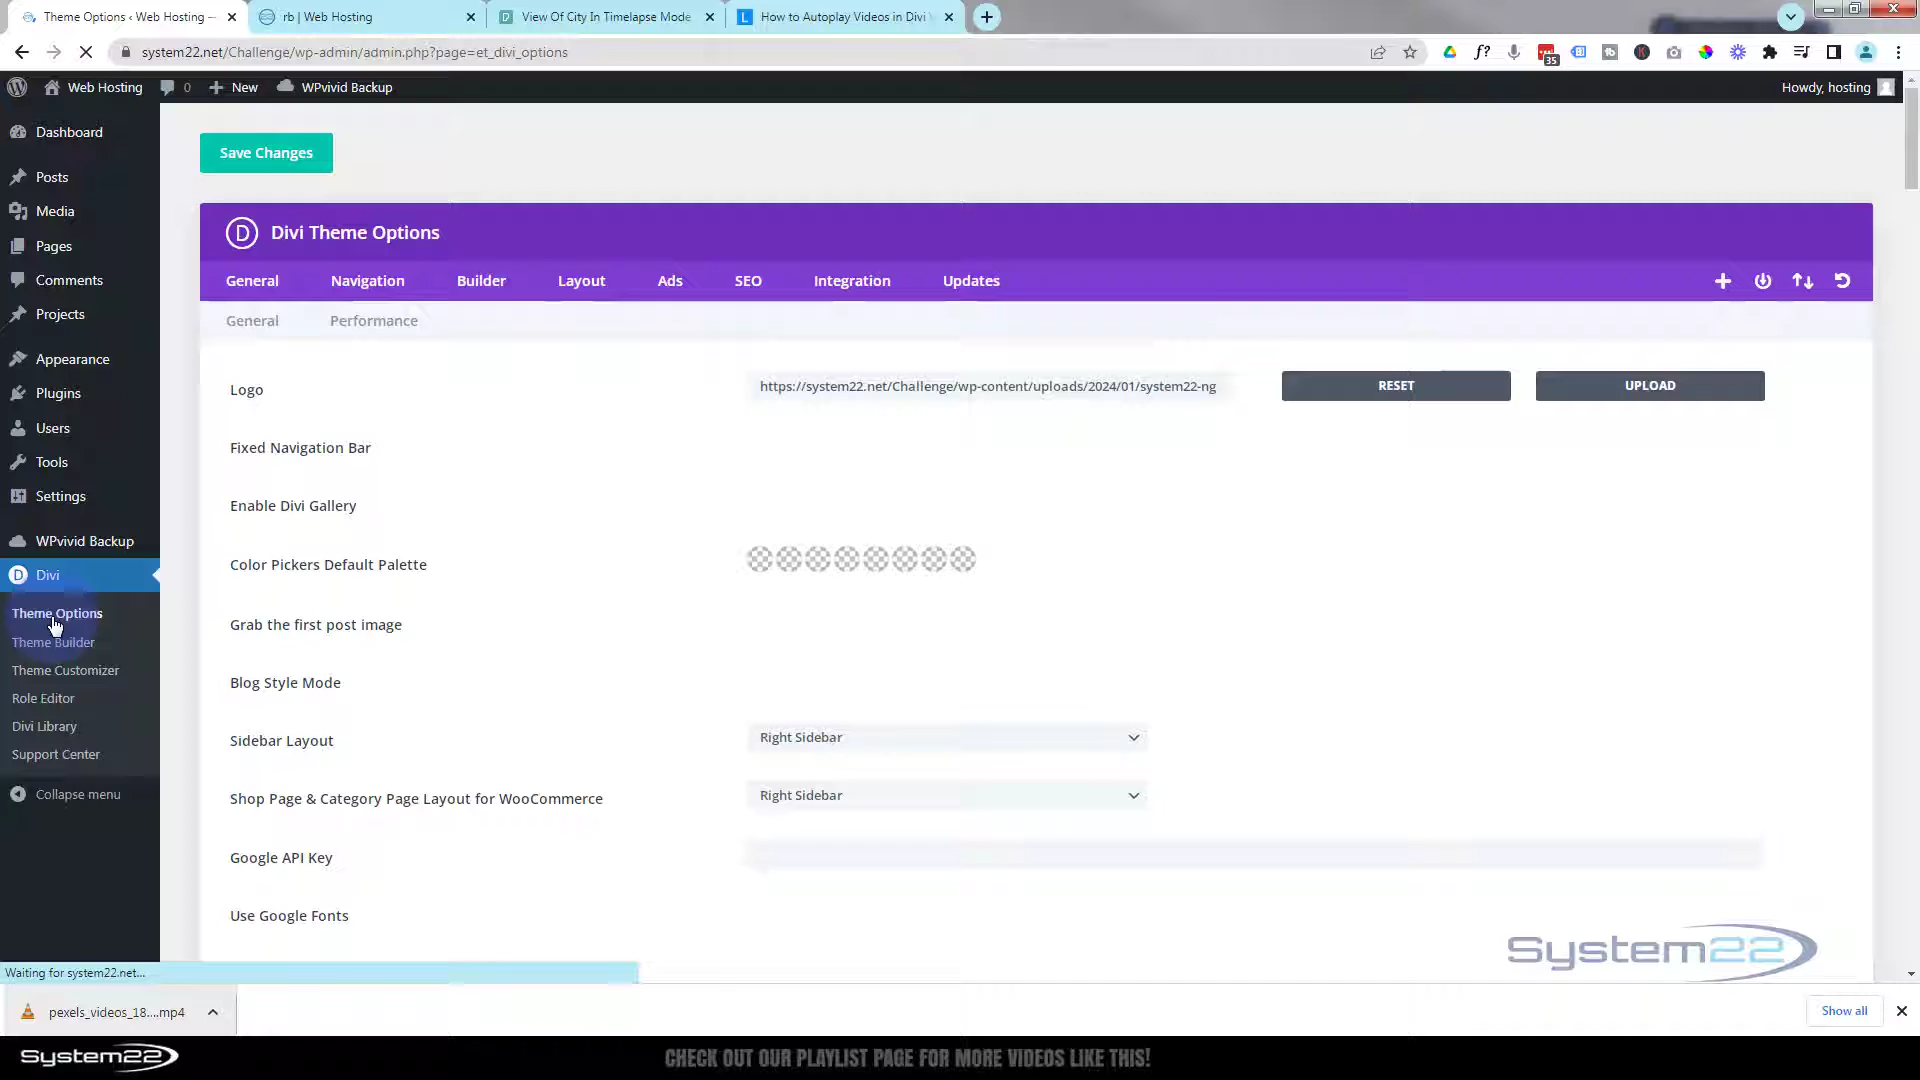 Theme Options ‹ Web Hosting —
rb | Web Hosting
View Of City In Timelapse Mode
How to Autoplay Videos in Divi
system22.net/Challenge/wp-admin/admin.php?page=et_divi_options
f?
35
Web Hosting
0
New
WPvivid Backup
Howdy, hosting
Dashboard
Posts
Media
Pages
Comments
Projects
Appearance
Plugins
Users
Tools
Settings
WPvivid Backup
Divi
Theme Options
Theme Builder
Theme Customizer
Role Editor
Divi Library
Support Center
Collapse menu
Save Changes
Divi Theme Options
General Navigation Builder Layout Ads SEO Integration Updates
General Performance
Logo
https://system22.net/Challenge/wp-content/uploads/2024/01/system22-ng
RESET
UPLOAD
Fixed Navigation Bar
Enable Divi Gallery
Color Pickers Default Palette
Grab the first post image
Blog Style Mode
Sidebar Layout
Right Sidebar
Shop Page & Category Page Layout for WooCommerce
Right Sidebar
Google API Key
Use Google Fonts
System22
Waiting for system22.net...
pexels_videos_18....mp4
Show all
System22
CHECK OUT OUR PLAYLIST PAGE FOR MORE VIDEOS LIKE THIS!